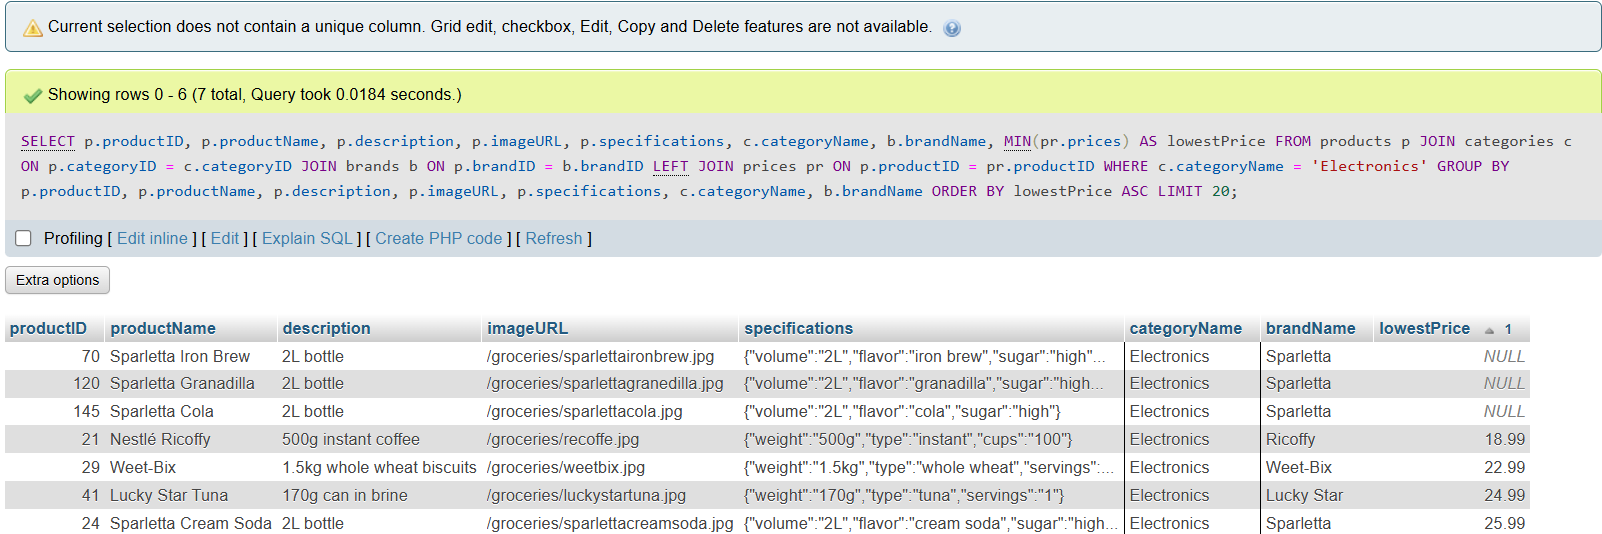 Current selection does not contain a unique column. Grid edit, checkbox, Edit, Copy and Delete features are not available.
Showing rows 0 - 6 (7 total, Query took 0.0184 seconds.)
SELECT p.productID, p.productName, p.description, p.imageURL, p.specifications, c.categoryName, b.brandName, MIN(pr.prices) AS lowestPrice FROM products p JOIN categories c
ON p.categoryID = c.categoryID JOIN brands b ON p.brandID = b.brandID LEFT JOIN prices pr ON p.productID = pr.productID WHERE c.categoryName = 'Electronics' GROUP BY
p.productID, p.productName, p.description, p.imageURL, p.specifications, c.categoryName, b.brandName ORDER BY lowestPrice ASC LIMIT 20;
Profiling [ Edit inline ] [ Edit ] [ Explain SQL ] [ Create PHP code ] [ Refresh ]
Extra options
productID productName description imageURL specifications categoryName brandName lowestPrice 1
70 Sparletta Iron Brew 2L bottle /groceries/sparlettaironbrew.jpg {"volume":"2L","flavor":"iron brew","sugar":"high"... Electronics Sparletta NULL
120 Sparletta Granadilla 2L bottle /groceries/sparlettagranedilla.jpg {"volume":"2L","flavor":"granadilla","sugar":"high... Electronics Sparletta NULL
145 Sparletta Cola 2L bottle /groceries/sparlettacola.jpg {"volume":"2L","flavor":"cola","sugar":"high"} Electronics Sparletta NULL
21 Nestlé Ricoffy 500g instant coffee /groceries/recoffe.jpg {"weight":"500g","type":"instant","cups":"100"} Electronics Ricoffy 18.99
29 Weet-Bix 1.5kg whole wheat biscuits /groceries/weetbix.jpg {"weight":"1.5kg","type":"whole wheat","servings":... Electronics Weet-Bix 22.99
41 Lucky Star Tuna 170g can in brine /groceries/luckystartuna.jpg {"weight":"170g","type":"tuna","servings":"1"} Electronics Lucky Star 24.99
24 Sparletta Cream Soda 2L bottle /groceries/sparlettacreamsoda.jpg {"volume":"2L","flavor":"cream soda","sugar":"high... Electronics Sparletta 25.99